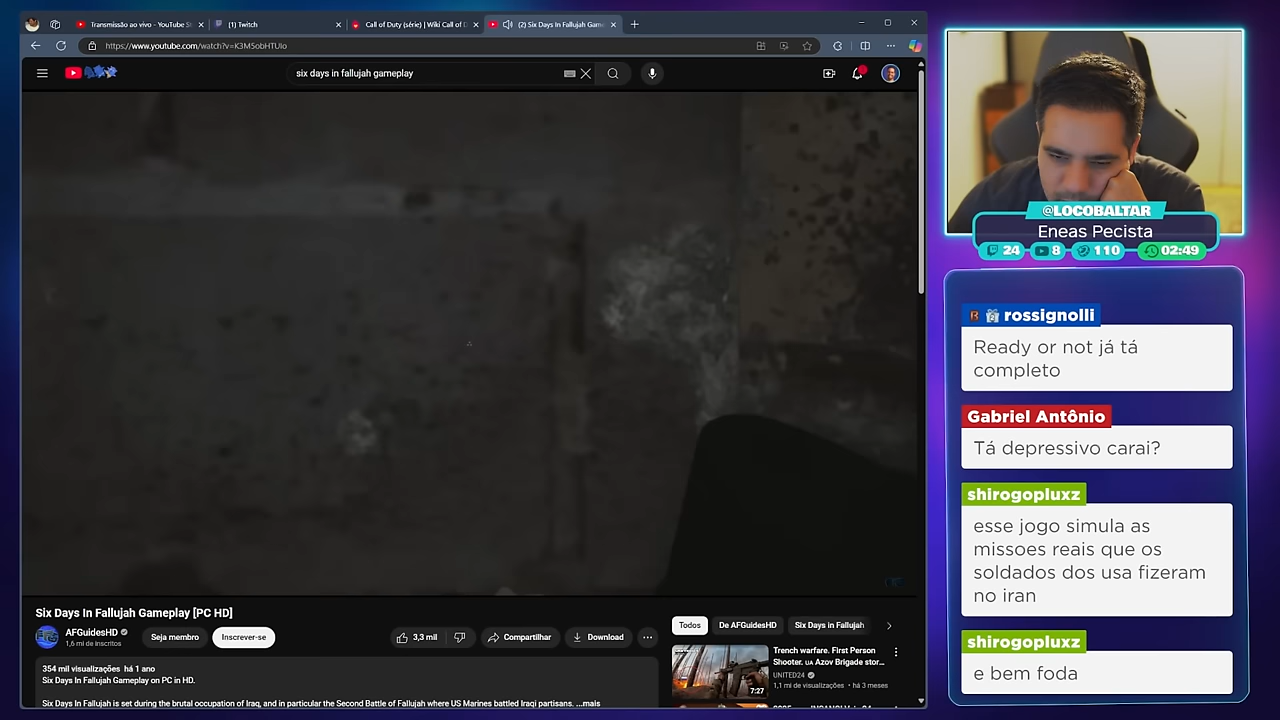 Transmissão ao vivo - YouTube St
(1) Twitch
Call of Duty (série) | Wiki Call of D
(2) Six Days In Fallujah Game
https://www.youtube.com/watch?v=K3M5obHTUIo
six days in fallujah gameplay
@LOCOBALTAR
Eneas Pecista
24
8
110
02:49
rossignolli
Ready or not já tá
completo
Gabriel Antônio
Tá depressivo carai?
shirogopluxz
esse jogo simula as
missoes reais que os
soldados dos usa fizeram
no iran
shirogopluxz
e bem foda
Six Days In Fallujah Gameplay [PC HD]
AFGuidesHD
1,6 mi de inscritos
Seja membro
Inscrever-se
3,3 mil
Compartilhar
Download
354 mil visualizações há 1 ano
Six Days In Fallujah Gameplay on PC in HD.
Six Days In Fallujah is set during the brutal occupation of Iraq, and in particular the Second Battle of Fallujah where US Marines battled Iraqi partisans. ...mais
Todos
De AFGuidesHD
Six Days in Fallujah
Trench warfare. First Person
Shooter. UA Azov Brigade stor...
UNITED24
1,1 mi de visualizações • há 3 meses
7:27